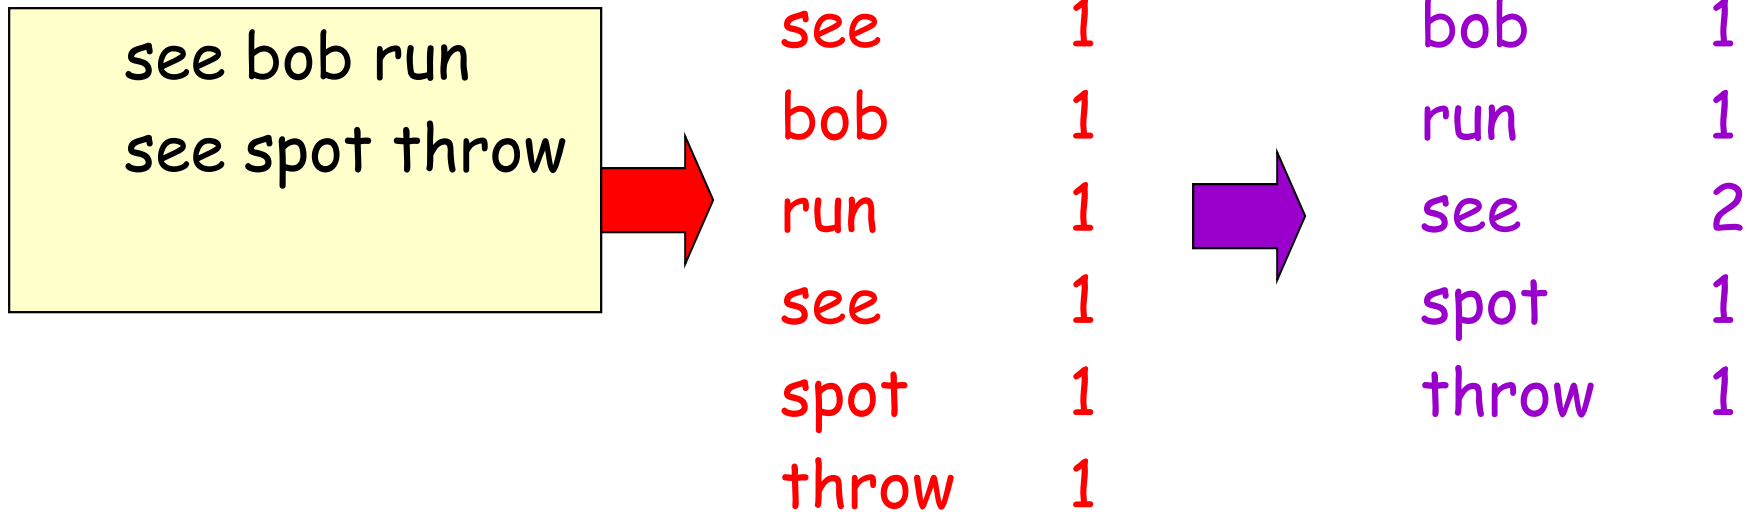 see bob run
see spot throw
see 1
bob 1
run 1
see 1
spot 1
throw 1
bob 1
run 1
see 2
spot 1
throw 1